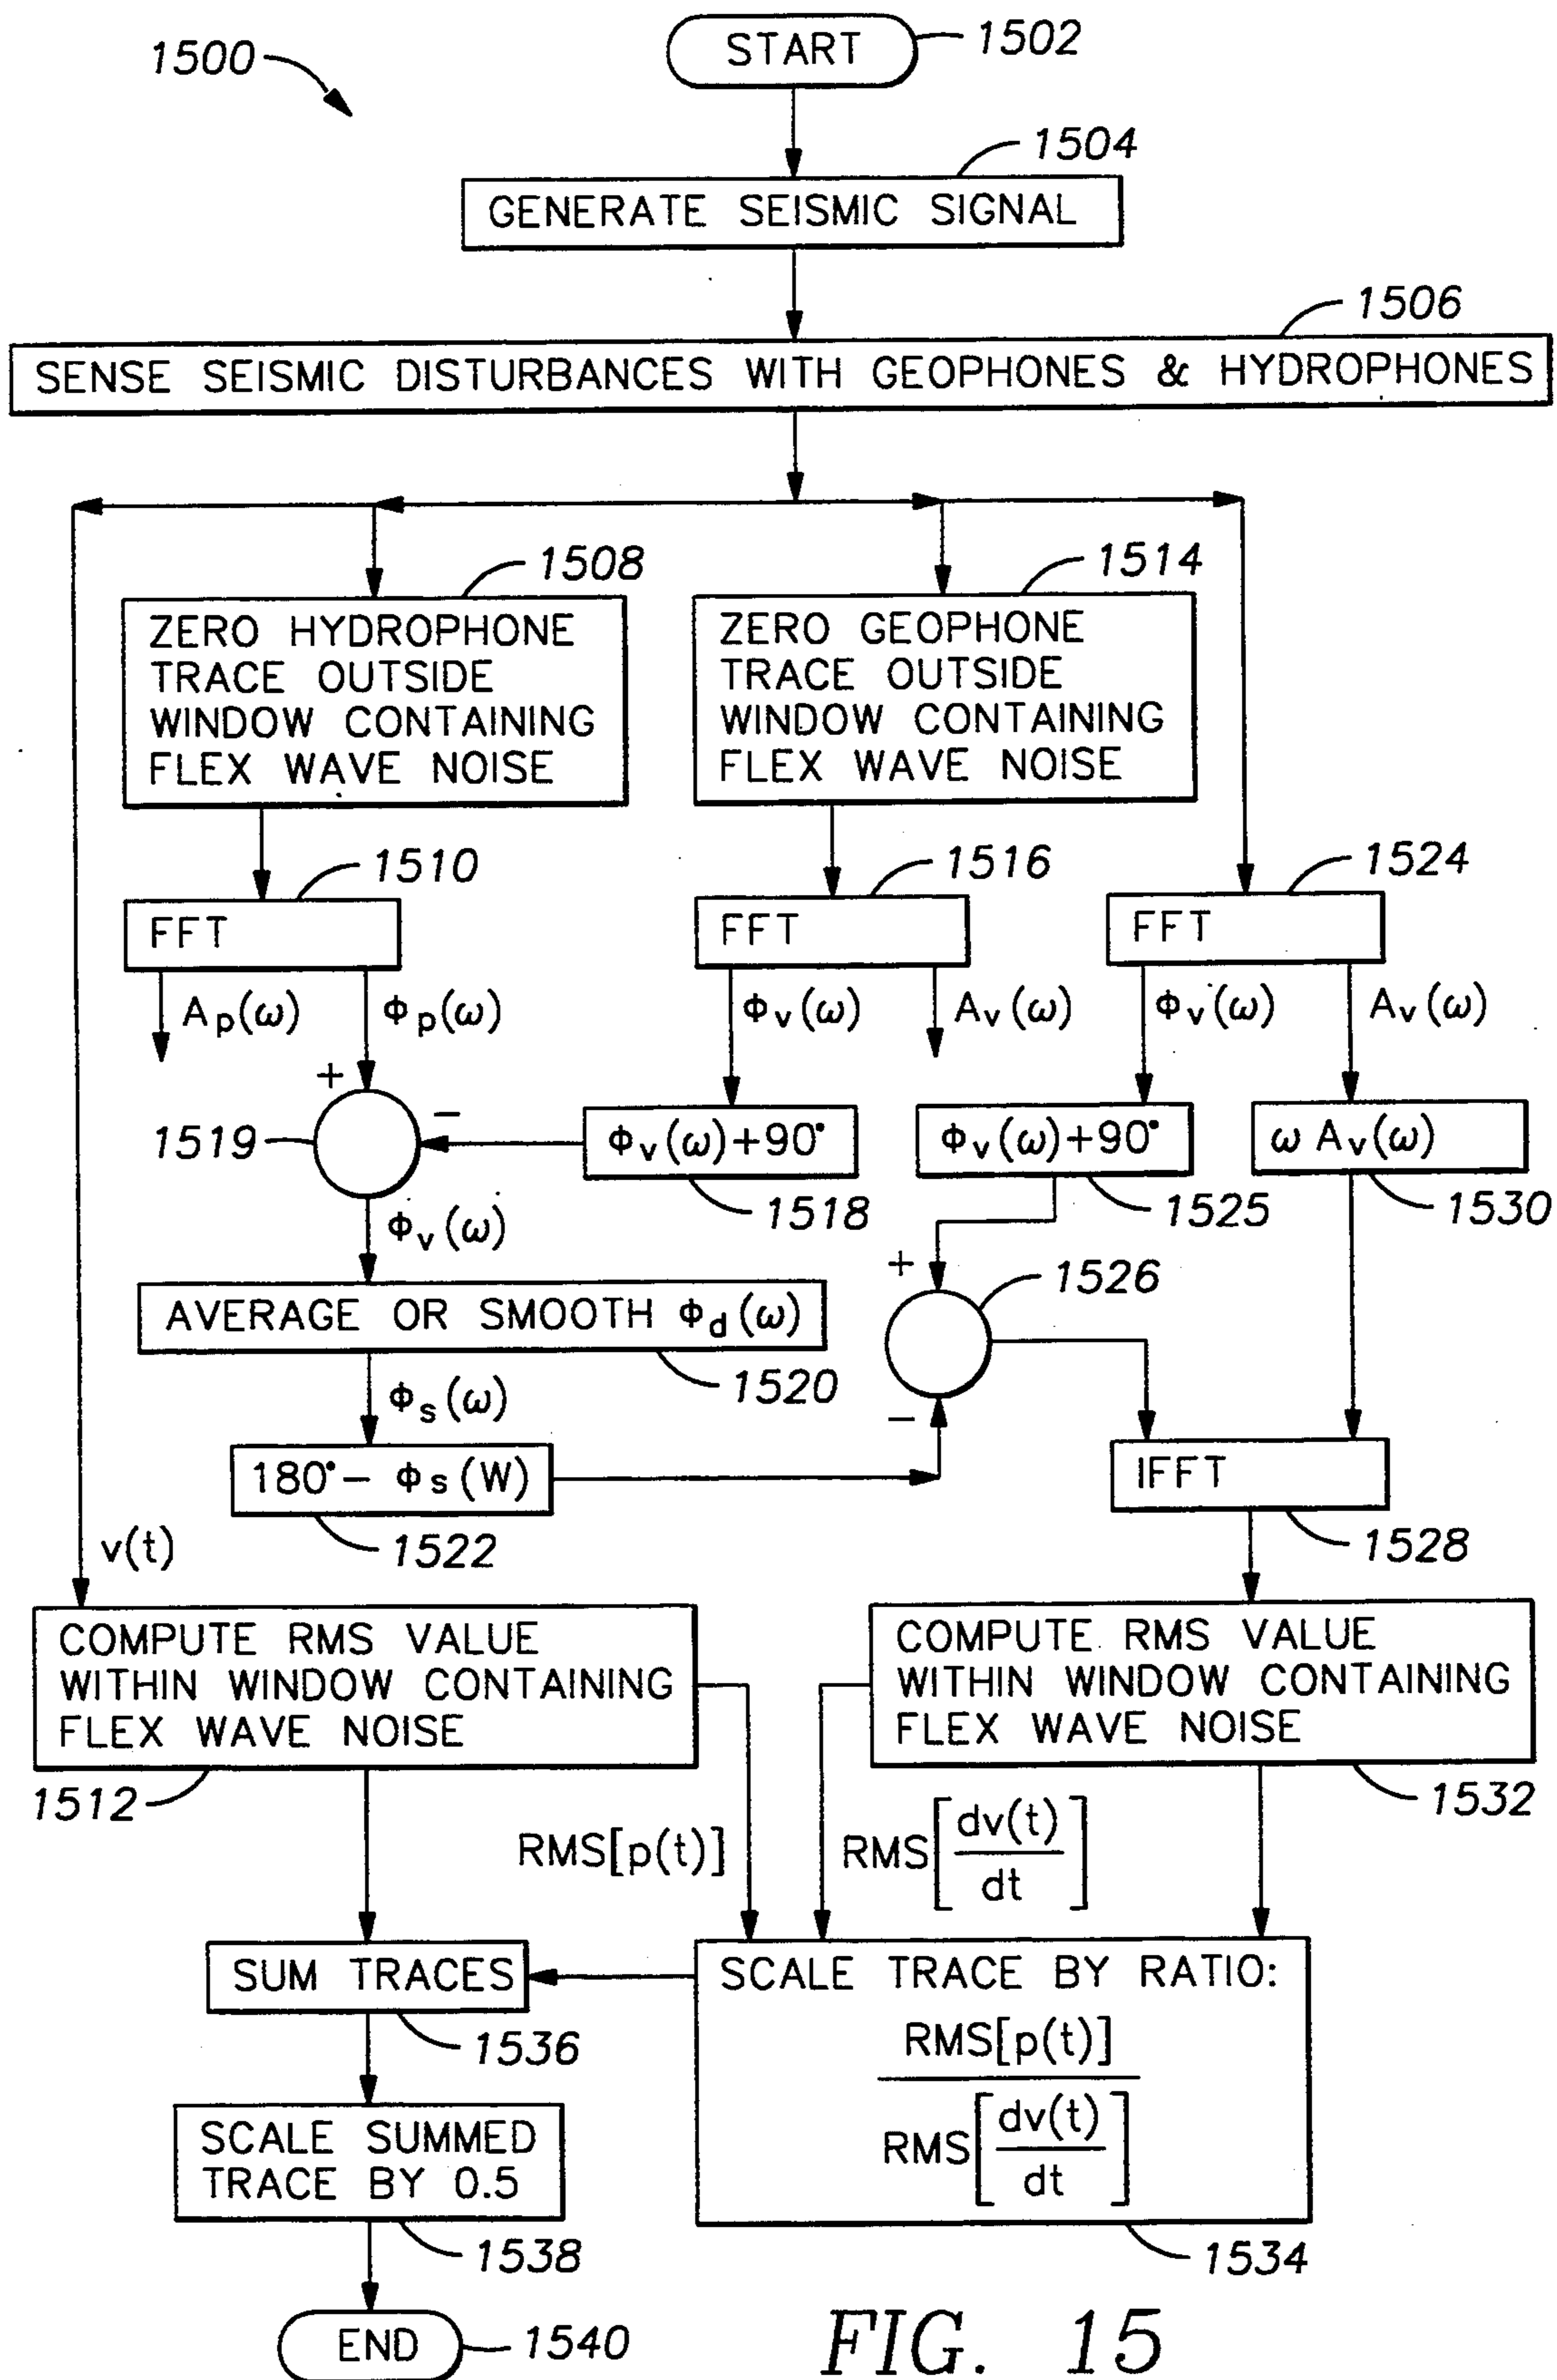 1500
START
1502
1504
GENERATE SEISMIC SIGNAL
1506
SENSE SEISMIC DISTURBANCES WITH GEOPHONES & HYDROPHONES
1508
ZERO HYDROPHONE
TRACE OUTSIDE
WINDOW CONTAINING
FLEX WAVE NOISE
1514
ZERO GEOPHONE
TRACE OUTSIDE
WINDOW CONTAINING
FLEX WAVE NOISE
1510
FFT
1516
FFT
1524
FFT
Ap(ω)
Φp(ω)
Φv(ω)
Av(ω)
Φv(ω)
Av(ω)
+
−
1519
Φv(ω)+90°
1518
Φv(ω)+90°
1525
ω Av(ω)
1530
Φv(ω)
AVERAGE OR SMOOTH Φd(ω)
1520
+
1526
−
Φs(ω)
180°− Φs(W)
1522
IFFT
1528
v(t)
COMPUTE RMS VALUE
WITHIN WINDOW CONTAINING
FLEX WAVE NOISE
1512
COMPUTE RMS VALUE
WITHIN WINDOW CONTAINING
FLEX WAVE NOISE
1532
RMS[p(t)]
RMS[dv(t)/dt]
SUM TRACES
1536
SCALE TRACE BY RATIO:
RMS[p(t)]
RMS[dv(t)/dt]
1534
SCALE SUMMED
TRACE BY 0.5
1538
END
1540
FIG. 15